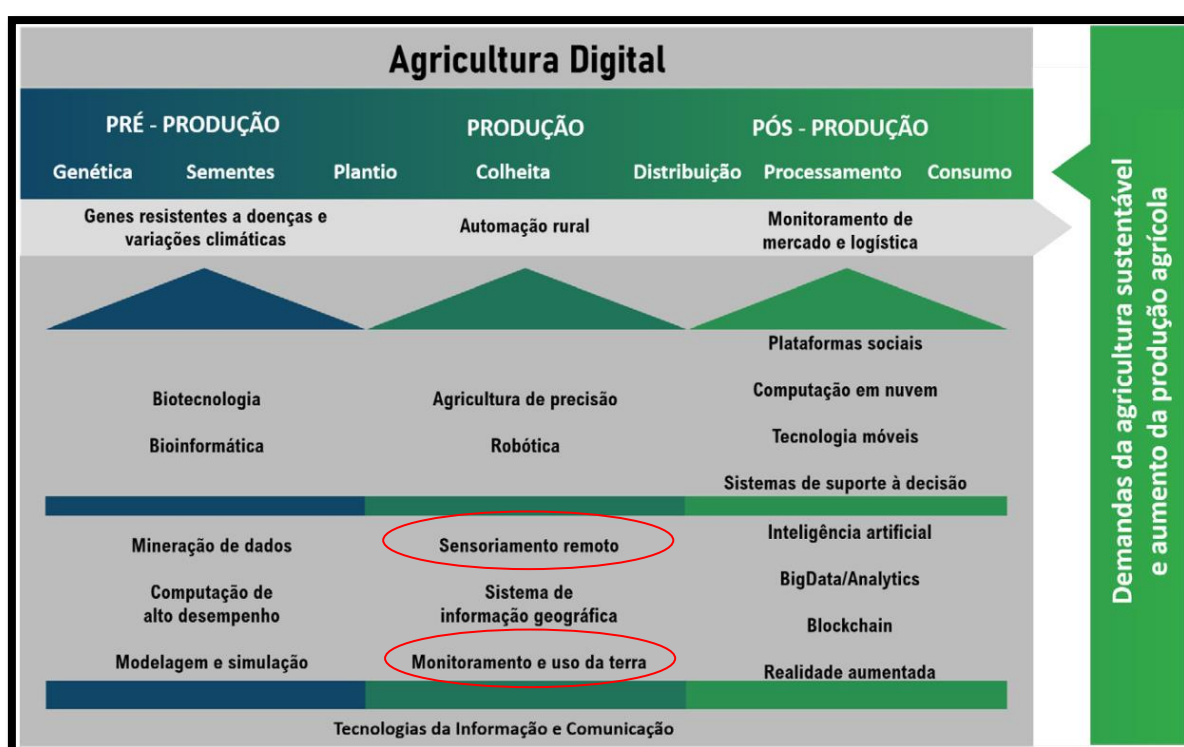 Agricultura Digital
PRÉ - PRODUÇÃO
PRODUÇÃO
PÓS - PRODUÇÃO
Genética
Sementes
Plantio
Colheita
Distribuição
Processamento
Consumo
Genes resistentes a doenças e
variações climáticas
Automação rural
Monitoramento de
mercado e logística
Biotecnologia
Bioinformática
Agricultura de precisão
Robótica
Plataformas sociais
Computação em nuvem
Tecnologia móveis
Sistemas de suporte à decisão
Mineração de dados
Computação de
alto desempenho
Modelagem e simulação
Sensoriamento remoto
Sistema de
informação geográfica
Monitoramento e uso da terra
Inteligência artificial
BigData/Analytics
Blockchain
Realidade aumentada
Tecnologias da Informação e Comunicação
Demandas da agricultura sustentável
e aumento da produção agrícola